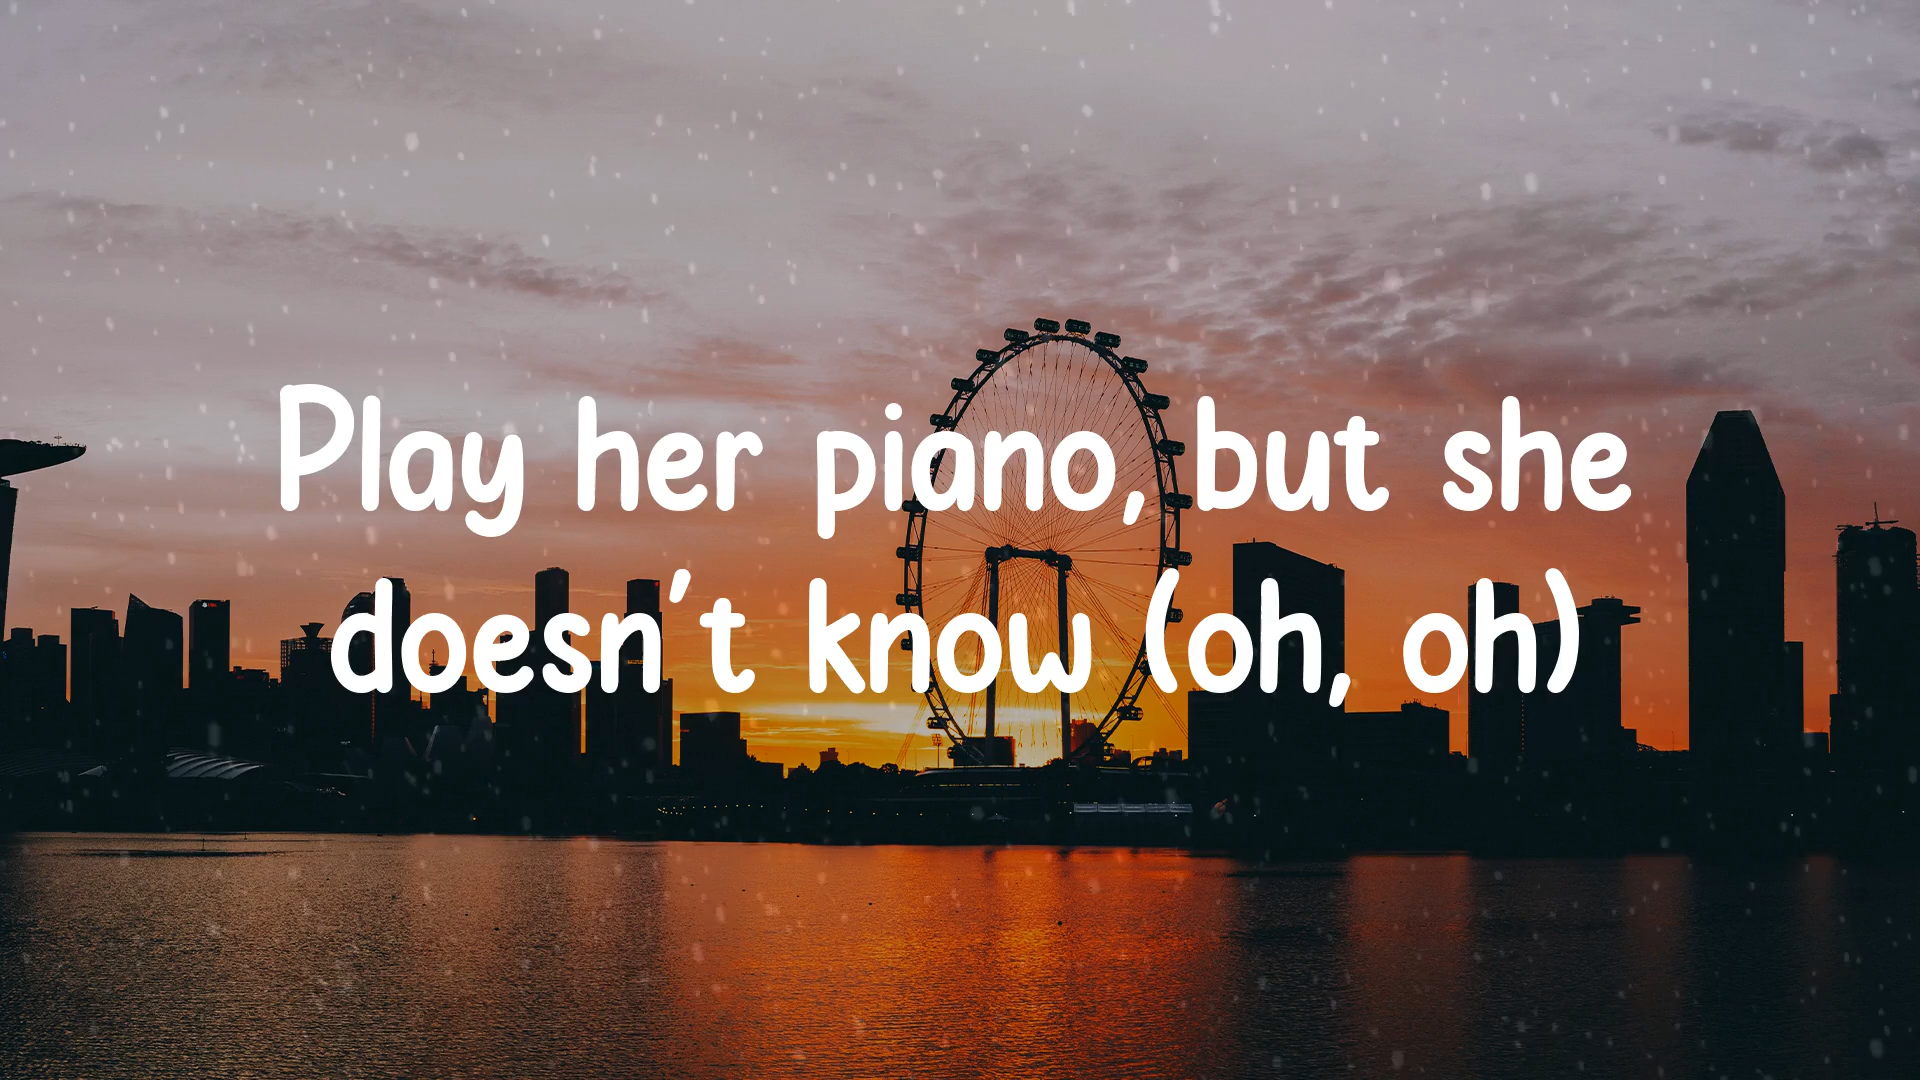 Play her piano, but she
doesn't know (oh, oh)